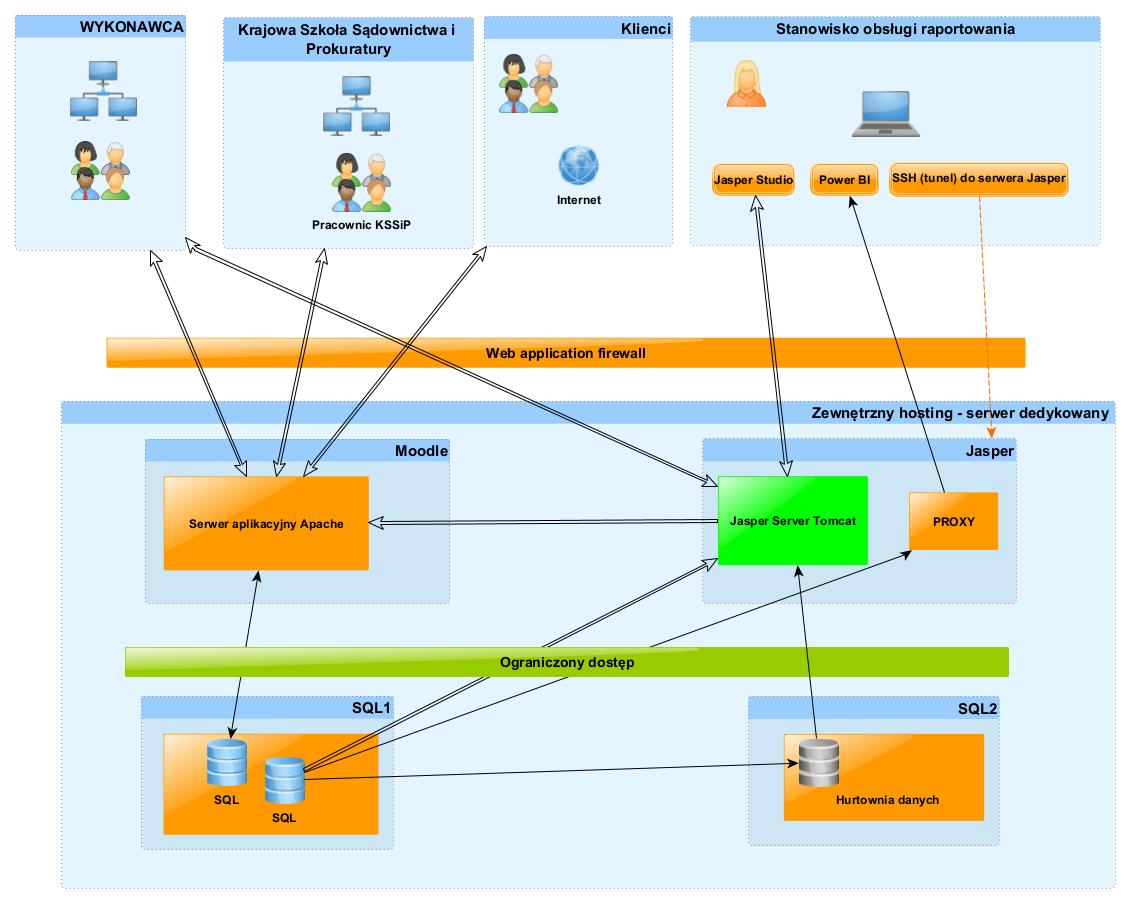 WYKONAWCA
Krajowa Szkoła Sądownictwa i
Prokuratury
Pracownic KSSiP
Klienci
Internet
Stanowisko obsługi raportowania
Jasper Studio
Power BI
SSH (tunel) do serwera Jasper
Web application firewall
Zewnętrzny hosting - serwer dedykowany
Moodle
Serwer aplikacyjny Apache
Jasper
Jasper Server Tomcat
PROXY
Ograniczony dostęp
SQL1
SQL
SQL
SQL2
Hurtownia danych